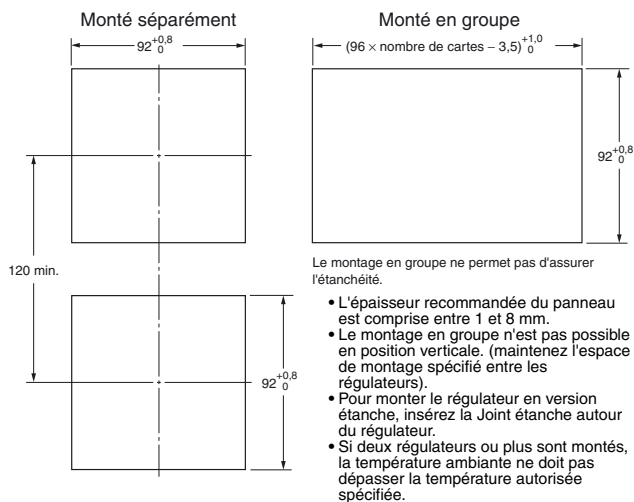 Monté séparément
92 +0,8 0
120 min.
92 +0,8 0
Monté en groupe
(96 × nombre de cartes – 3,5) +1,0 0
92 +0,8 0
Le montage en groupe ne permet pas d'assurer
l'étanchéité.
• L'épaisseur recommandée du panneau
est comprise entre 1 et 8 mm.
• Le montage en groupe n'est pas possible
en position verticale. (maintenez l'espace
de montage spécifié entre les
régulateurs).
• Pour monter le régulateur en version
étanche, insérez la Joint étanche autour
du régulateur.
• Si deux régulateurs ou plus sont montés,
la température ambiante ne doit pas
dépasser la température autorisée
spécifiée.